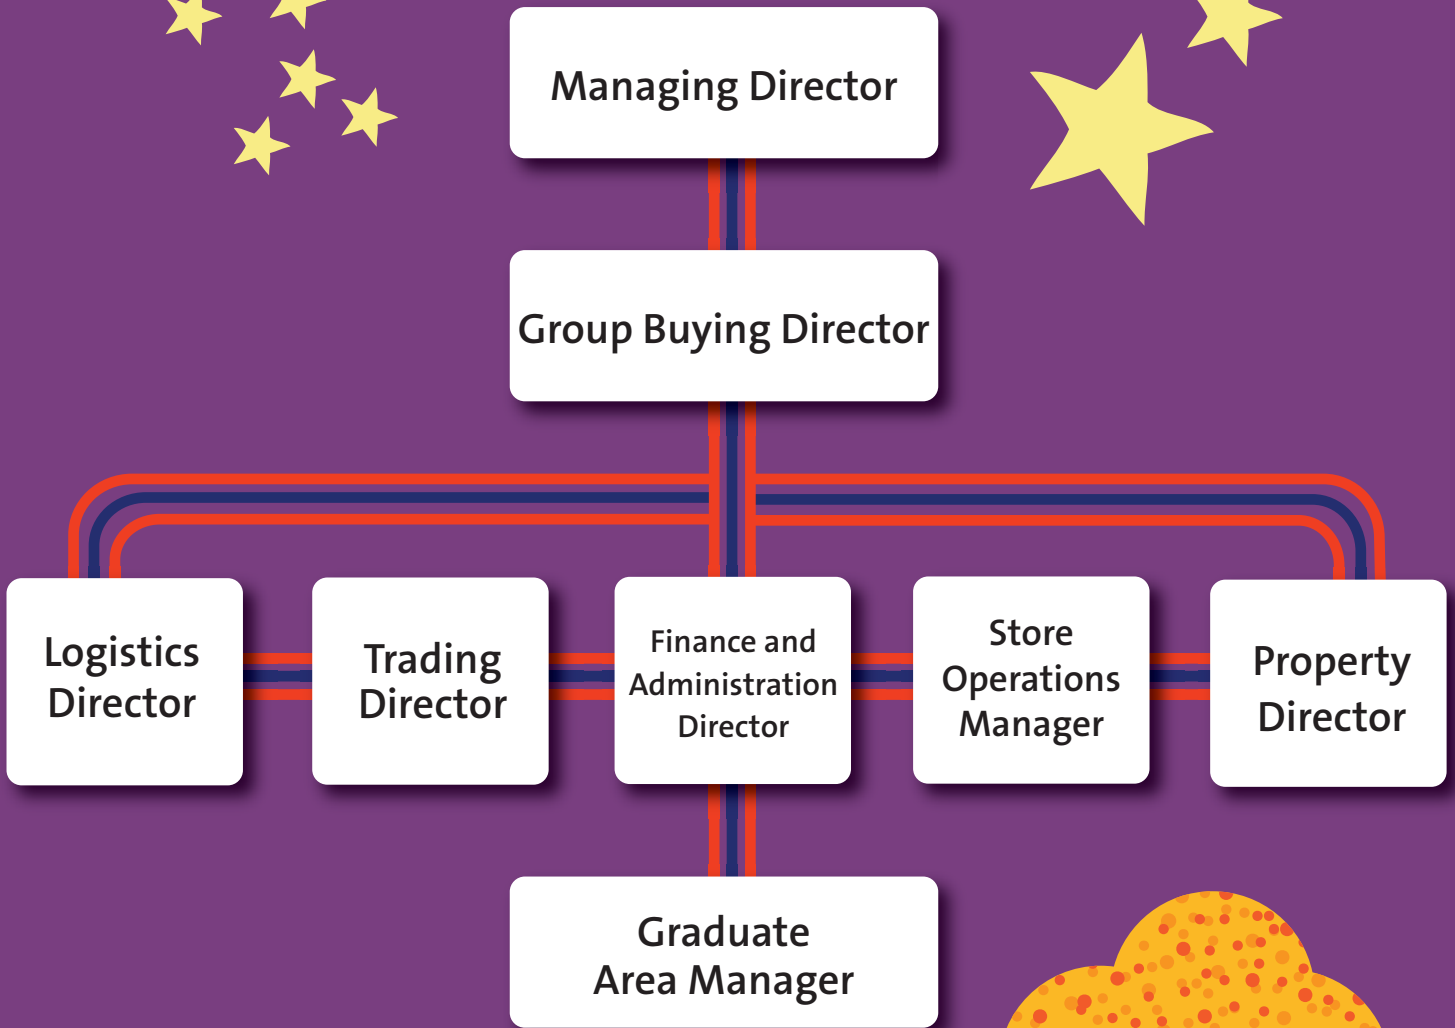 Managing Director
Group Buying Director
Logistics
Director
Trading
Director
Finance and
Administration
Director
Store
Operations
Manager
Property
Director
Graduate
Area Manager